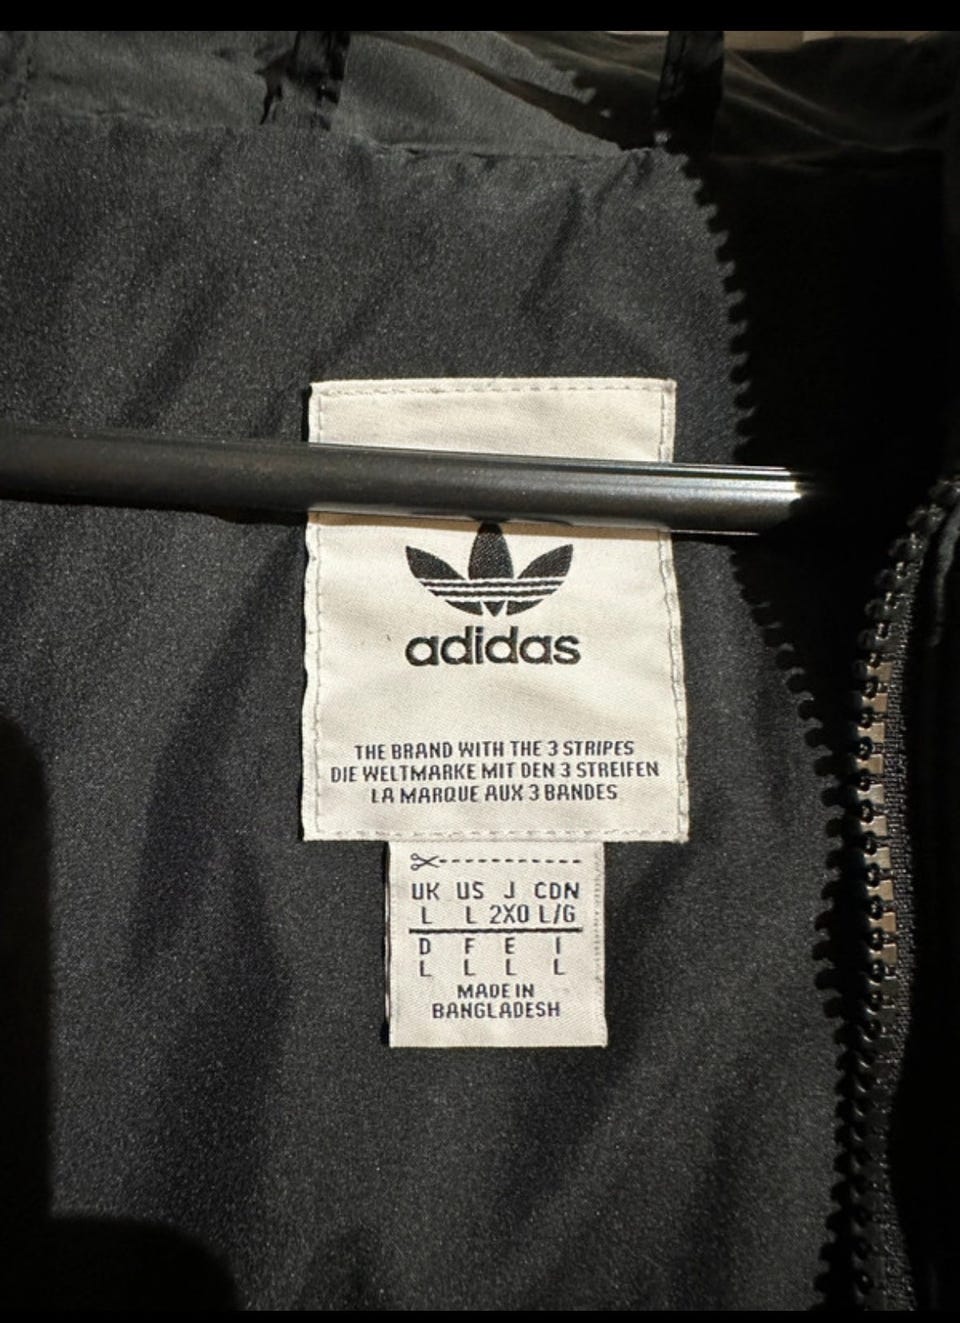 adidas
THE BRAND WITH THE 3 STRIPES
DIE WELTMARKE MIT DEN 3 STREIFEN
LA MARQUE AUX 3 BANDES
UK US J CDN
L L 2XO L/G
D F E I
L L L L
MADE IN
BANGLADESH